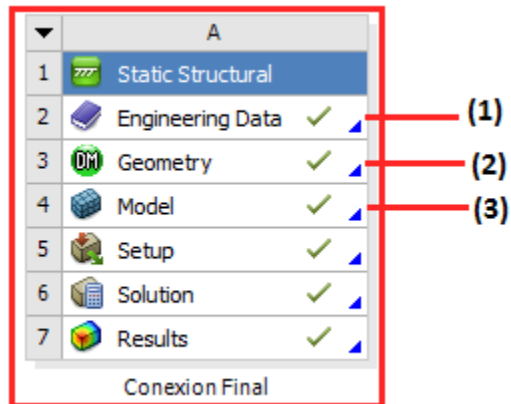 A
1 Static Structural
2 Engineering Data (1)
3 DM Geometry (2)
4 Model (3)
5 Setup
6 Solution
7 Results
Conexion Final